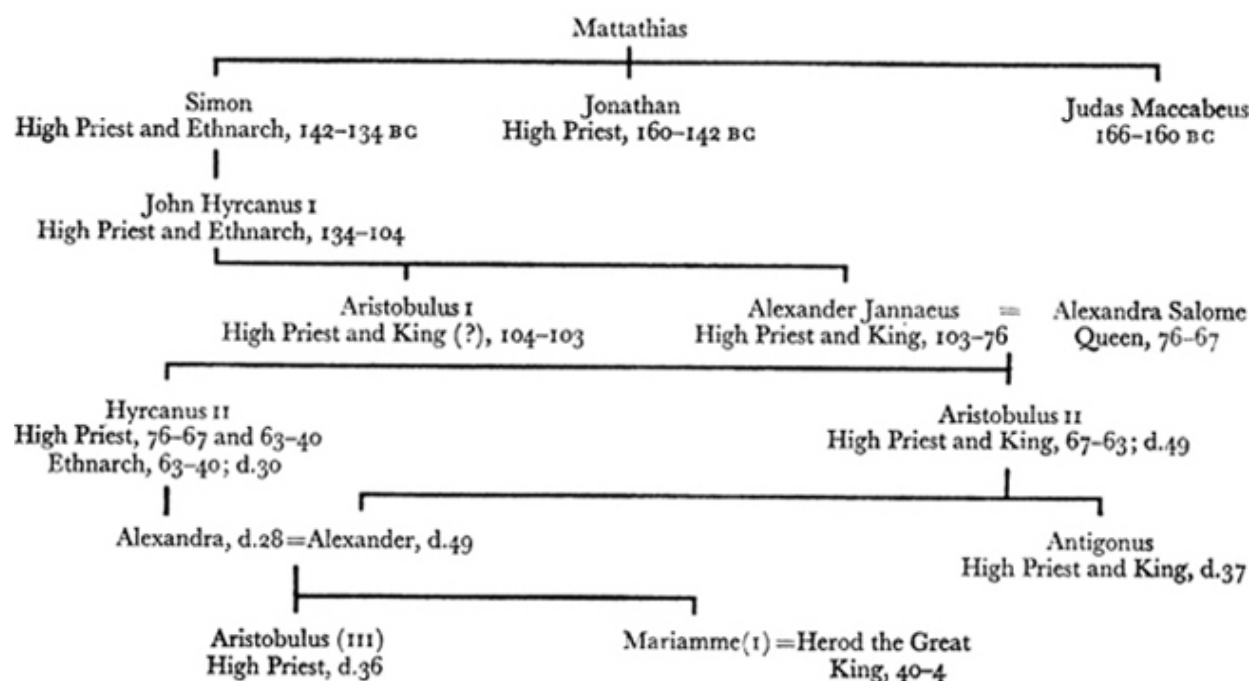 Mattathias
Simon
High Priest and Ethnarch, 142–134 BC
Jonathan
High Priest, 160–142 BC
Judas Maccabeus
166–160 BC
John Hyrcanus I
High Priest and Ethnarch, 134–104
Aristobulus I
High Priest and King (?), 104–103
Alexander Jannaeus = Alexandra Salome
High Priest and King, 103–76
Queen, 76–67
Hyrcanus II
High Priest, 76–67 and 63–40
Ethnarch, 63–40; d.30
Aristobulus II
High Priest and King, 67–63; d.49
Alexandra, d.28=Alexander, d.49
Antigonus
High Priest and King, d.37
Aristobulus (III)
High Priest, d.36
Mariamme(I)=Herod the Great
King, 40–4